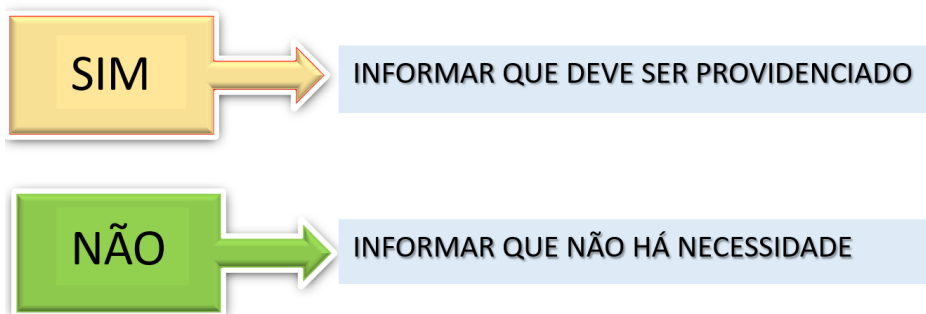 SIM
INFORMAR QUE DEVE SER PROVIDENCIADO
NÃO
INFORMAR QUE NÃO HÁ NECESSIDADE